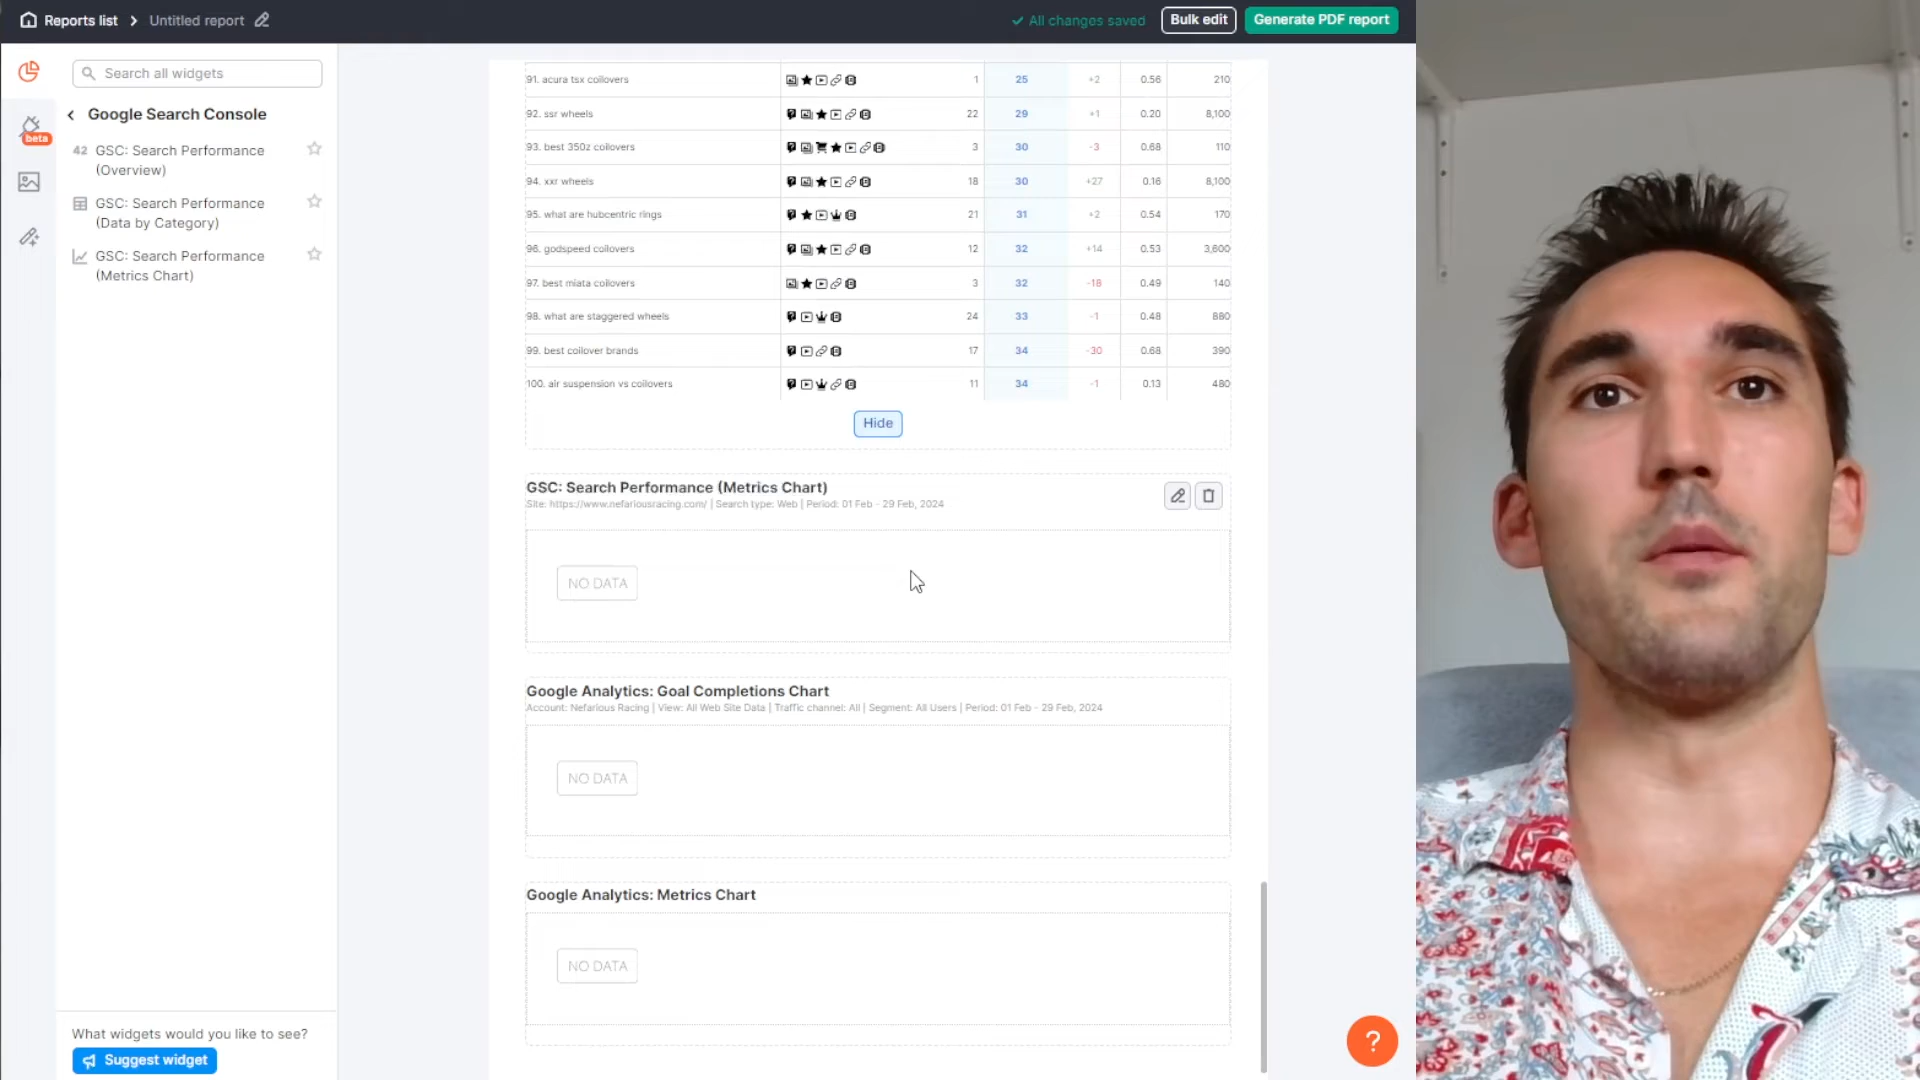 Reports list > Untitled report
All changes saved
Bulk edit
Generate PDF report
Search all widgets
beta
Google Search Console
42 GSC: Search Performance
(Overview)
GSC: Search Performance
(Data by Category)
GSC: Search Performance
(Metrics Chart)
What widgets would you like to see?
Suggest widget
91. acura tsx coilovers 1 25 +2 0.56 210
92. ssr wheels 22 29 +1 0.20 8,100
93. best 350z coilovers 3 30 -3 0.68 110
94. xxr wheels 18 30 +27 0.16 8,100
95. what are hubcentric rings 21 31 +2 0.54 170
96. godspeed coilovers 12 32 +14 0.53 3,600
97. best miata coilovers 3 32 -18 0.49 140
98. what are staggered wheels 24 33 -1 0.48 880
99. best coilover brands 17 34 -30 0.68 390
100. air suspension vs coilovers 11 34 -1 0.13 480
Hide
GSC: Search Performance (Metrics Chart)
Site: https://www.nefariousracing.com/ | Search type: Web | Period: 01 Feb - 29 Feb, 2024
NO DATA
Google Analytics: Goal Completions Chart
Account: Nefarious Racing | View: All Web Site Data | Traffic channel: All | Segment: All Users | Period: 01 Feb - 29 Feb, 2024
NO DATA
Google Analytics: Metrics Chart
NO DATA
?